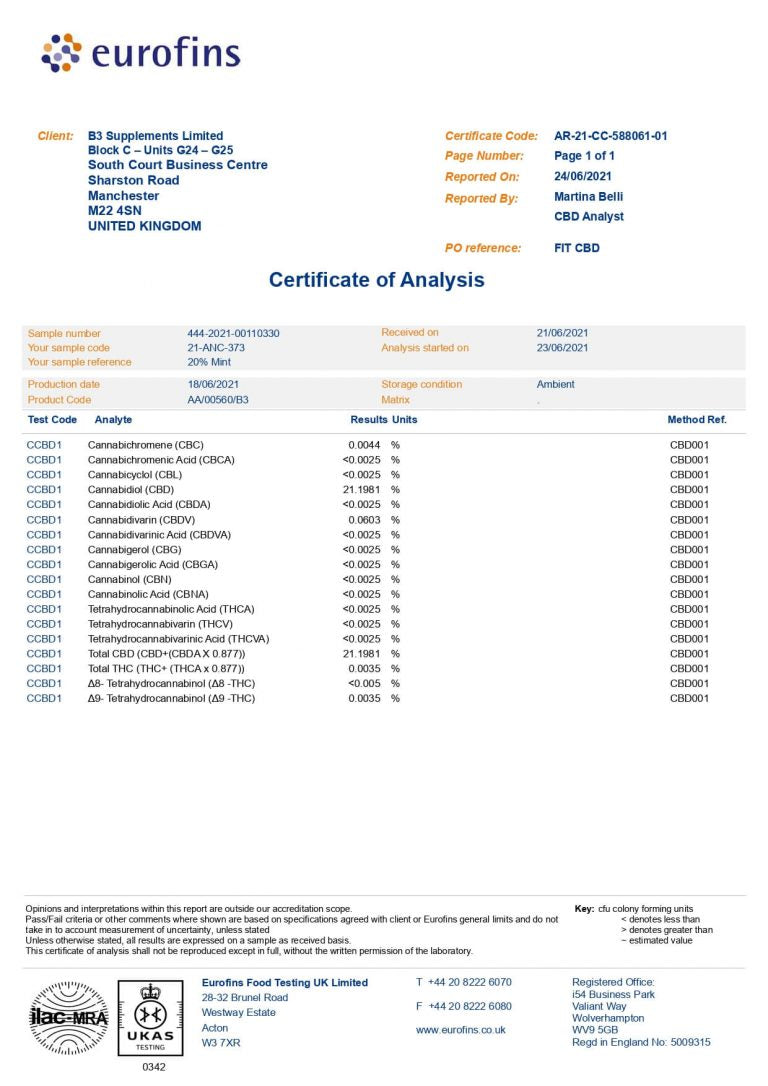 eurofins
Client: B3 Supplements Limited
Block C – Units G24 – G25
South Court Business Centre
Sharston Road
Manchester
M22 4SN
UNITED KINGDOM
Certificate Code: AR-21-CC-588061-01
Page Number: Page 1 of 1
Reported On: 24/06/2021
Reported By: Martina Belli
CBD Analyst
PO reference: FIT CBD
Certificate of Analysis
Sample number 444-2021-00110330 Received on 21/06/2021
Your sample code 21-ANC-373 Analysis started on 23/06/2021
Your sample reference 20% Mint
Production date 18/06/2021 Storage condition Ambient
Product Code AA/00560/B3 Matrix .
Test Code Analyte Results Units Method Ref.
CCBD1 Cannabichromene (CBC) 0.0044 % CBD001
CCBD1 Cannabichromenic Acid (CBCA) <0.0025 % CBD001
CCBD1 Cannabicyclol (CBL) <0.0025 % CBD001
CCBD1 Cannabidiol (CBD) 21.1981 % CBD001
CCBD1 Cannabidiolic Acid (CBDA) <0.0025 % CBD001
CCBD1 Cannabidivarin (CBDV) 0.0603 % CBD001
CCBD1 Cannabidivarinic Acid (CBDVA) <0.0025 % CBD001
CCBD1 Cannabigerol (CBG) <0.0025 % CBD001
CCBD1 Cannabigerolic Acid (CBGA) <0.0025 % CBD001
CCBD1 Cannabinol (CBN) <0.0025 % CBD001
CCBD1 Cannabinolic Acid (CBNA) <0.0025 % CBD001
CCBD1 Tetrahydrocannabinolic Acid (THCA) <0.0025 % CBD001
CCBD1 Tetrahydrocannabivarin (THCV) <0.0025 % CBD001
CCBD1 Tetrahydrocannabivarinic Acid (THCVA) <0.0025 % CBD001
CCBD1 Total CBD (CBD+(CBDA X 0.877)) 21.1981 % CBD001
CCBD1 Total THC (THC+ (THCA x 0.877)) 0.0035 % CBD001
CCBD1 Δ8- Tetrahydrocannabinol (Δ8 -THC) <0.005 % CBD001
CCBD1 Δ9- Tetrahydrocannabinol (Δ9 -THC) 0.0035 % CBD001
Opinions and interpretations within this report are outside our accreditation scope.
Pass/Fail criteria or other comments where shown are based on specifications agreed with client or Eurofins general limits and do not
take in to account measurement of uncertainty, unless stated
Unless otherwise stated, all results are expressed on a sample as received basis.
This certificate of analysis shall not be reproduced except in full, without the written permission of the laboratory.
Key: cfu colony forming units
< denotes less than
> denotes greater than
~ estimated value
ilac-MRA
UKAS
TESTING
0342
Eurofins Food Testing UK Limited
28-32 Brunel Road
Westway Estate
Acton
W3 7XR
T +44 20 8222 6070
F +44 20 8222 6080
www.eurofins.co.uk
Registered Office:
i54 Business Park
Valiant Way
Wolverhampton
WV9 5GB
Regd in England No: 5009315